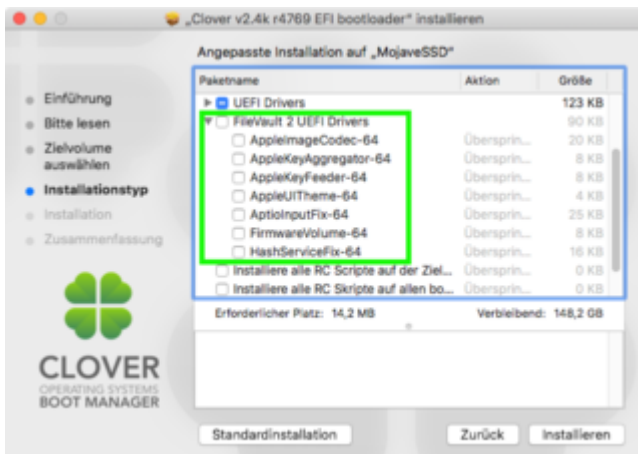 „Clover v2.4k r4769 EFI bootloader“ installieren
Angepasste Installation auf „MojaveSSD“
Paketname Aktion Größe
Einführung
Bitte lesen
Zielvolume auswählen
Installationstyp
Installation
Zusammenfassung
UEFI Drivers 123 KB
FileVault 2 UEFI Drivers 90 KB
AppleImageCodec-64 Übersprin... 20 KB
AppleKeyAggregator-64 Übersprin... 8 KB
AppleKeyFeeder-64 Übersprin... 8 KB
AppleUITheme-64 Übersprin... 4 KB
AptioInputFix-64 Übersprin... 25 KB
FirmwareVolume-64 Übersprin... 8 KB
HashServiceFix-64 Übersprin... 16 KB
Installiere alle RC Scripte auf der Ziel... Übersprin... 0 KB
Installiere alle RC Skripte auf allen bo... Übersprin... 0 KB
Erforderlicher Platz: 14,2 MB Verbleibend: 148,2 GB
CLOVER
OPERATING SYSTEMS
BOOT MANAGER
Standardinstallation Zurück Installieren